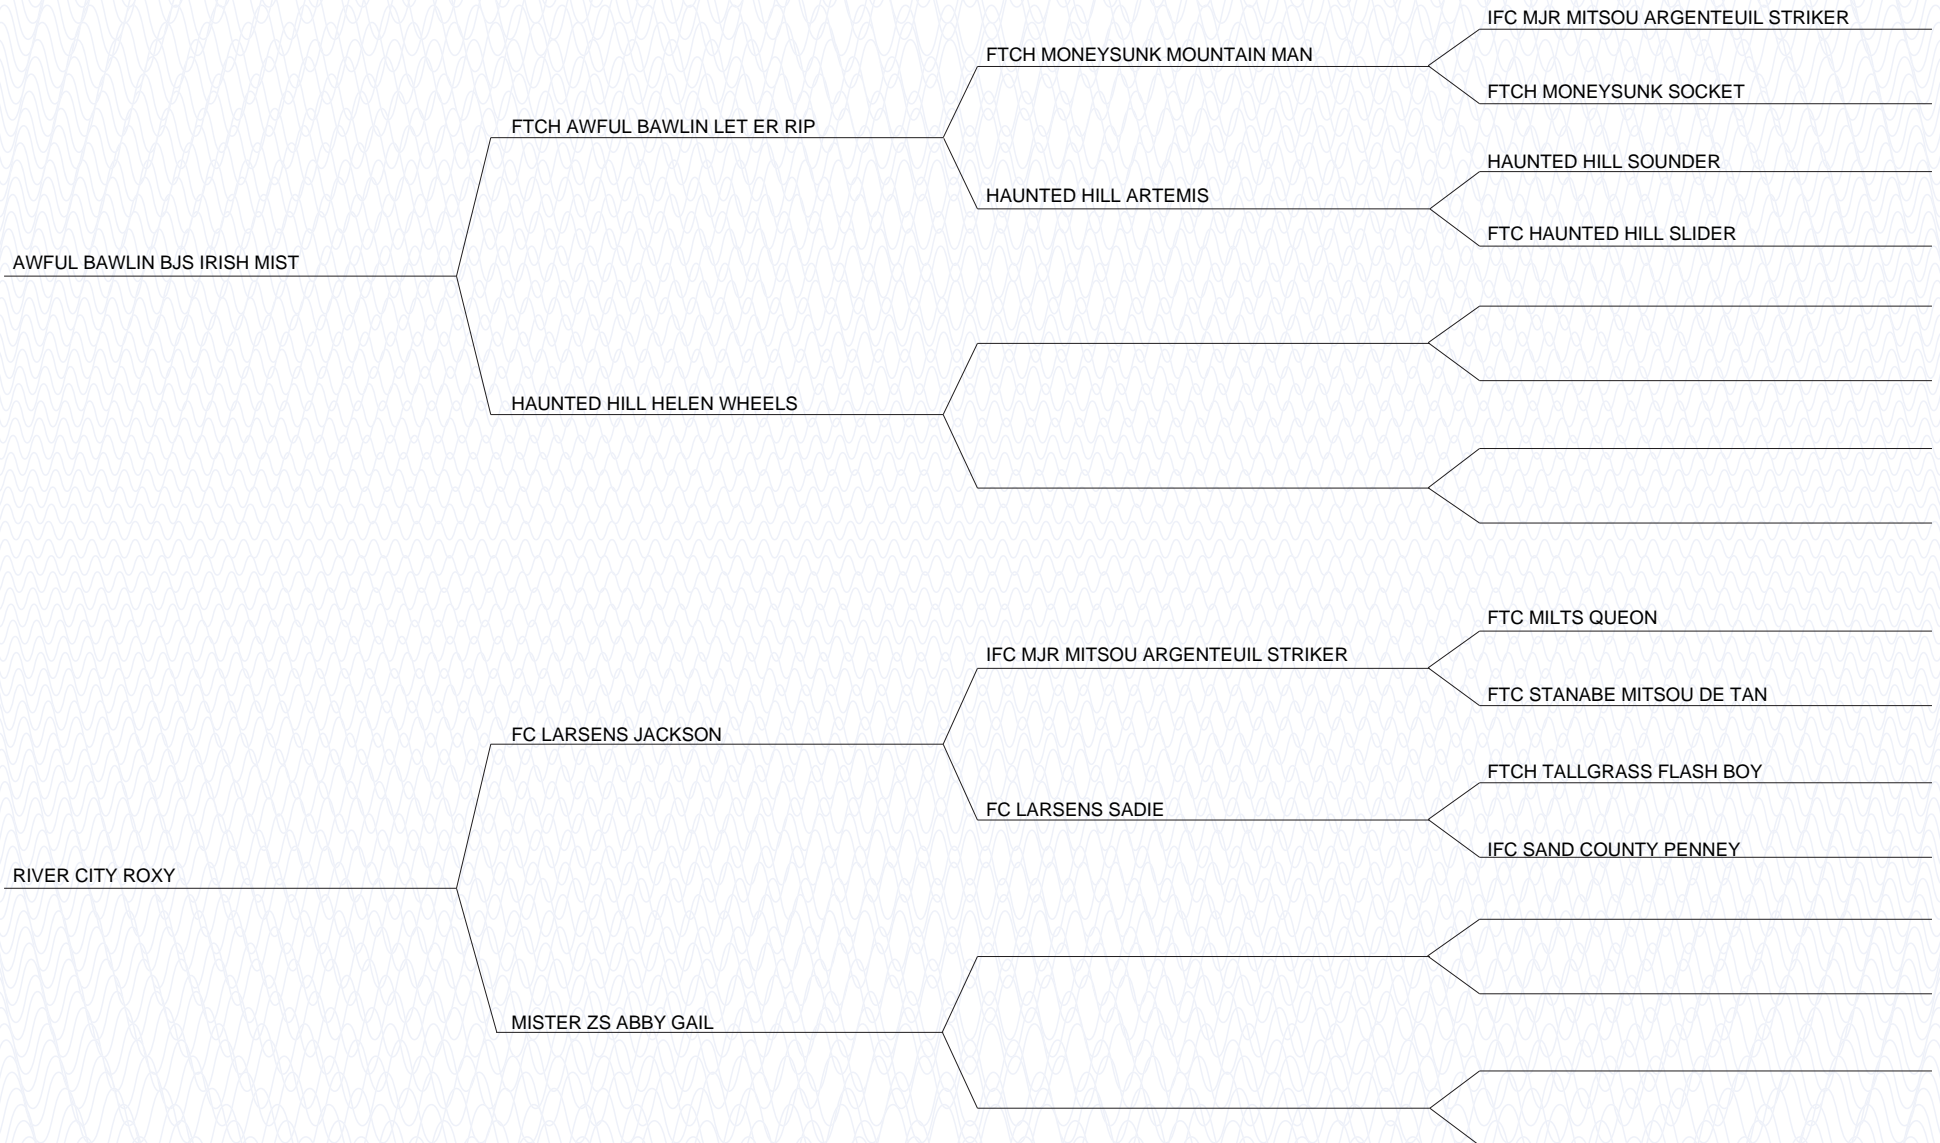 IFC MJR MITSOU ARGENTEUIL STRIKER
FTCH MONEYSUNK MOUNTAIN MAN
FTCH MONEYSUNK SOCKET
FTCH AWFUL BAWLIN LET ER RIP
HAUNTED HILL SOUNDER
HAUNTED HILL ARTEMIS
FTC HAUNTED HILL SLIDER
AWFUL BAWLIN BJS IRISH MIST
HAUNTED HILL HELEN WHEELS
FTC MILTS QUEON
IFC MJR MITSOU ARGENTEUIL STRIKER
FTC STANABE MITSOU DE TAN
FC LARSENS JACKSON
FTCH TALLGRASS FLASH BOY
FC LARSENS SADIE
IFC SAND COUNTY PENNEY
RIVER CITY ROXY
MISTER ZS ABBY GAIL